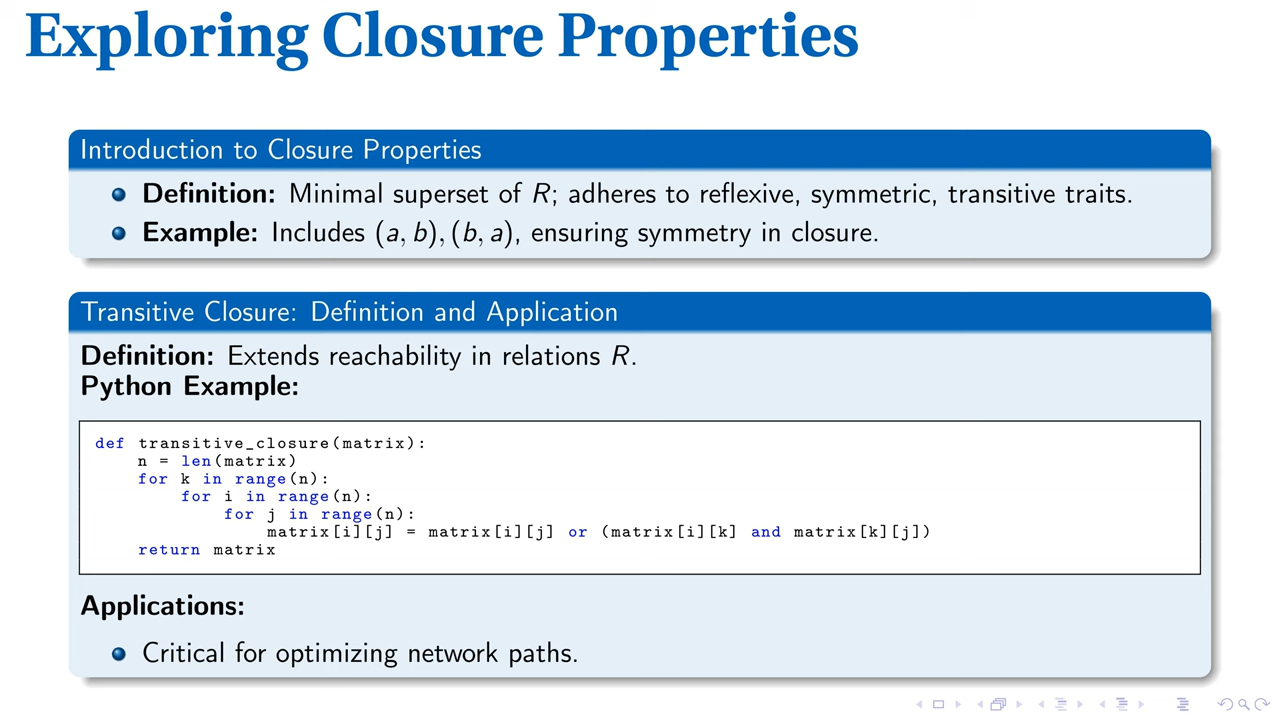 Exploring Closure Properties
Introduction to Closure Properties
Definition: Minimal superset of R; adheres to reflexive, symmetric, transitive traits.
Example: Includes (a, b), (b, a), ensuring symmetry in closure.
Transitive Closure: Definition and Application
Definition: Extends reachability in relations R.
Python Example:
def transitive_closure(matrix):
    n = len(matrix)
    for k in range(n):
        for i in range(n):
            for j in range(n):
                matrix[i][j] = matrix[i][j] or (matrix[i][k] and matrix[k][j])
    return matrix
Applications:
Critical for optimizing network paths.